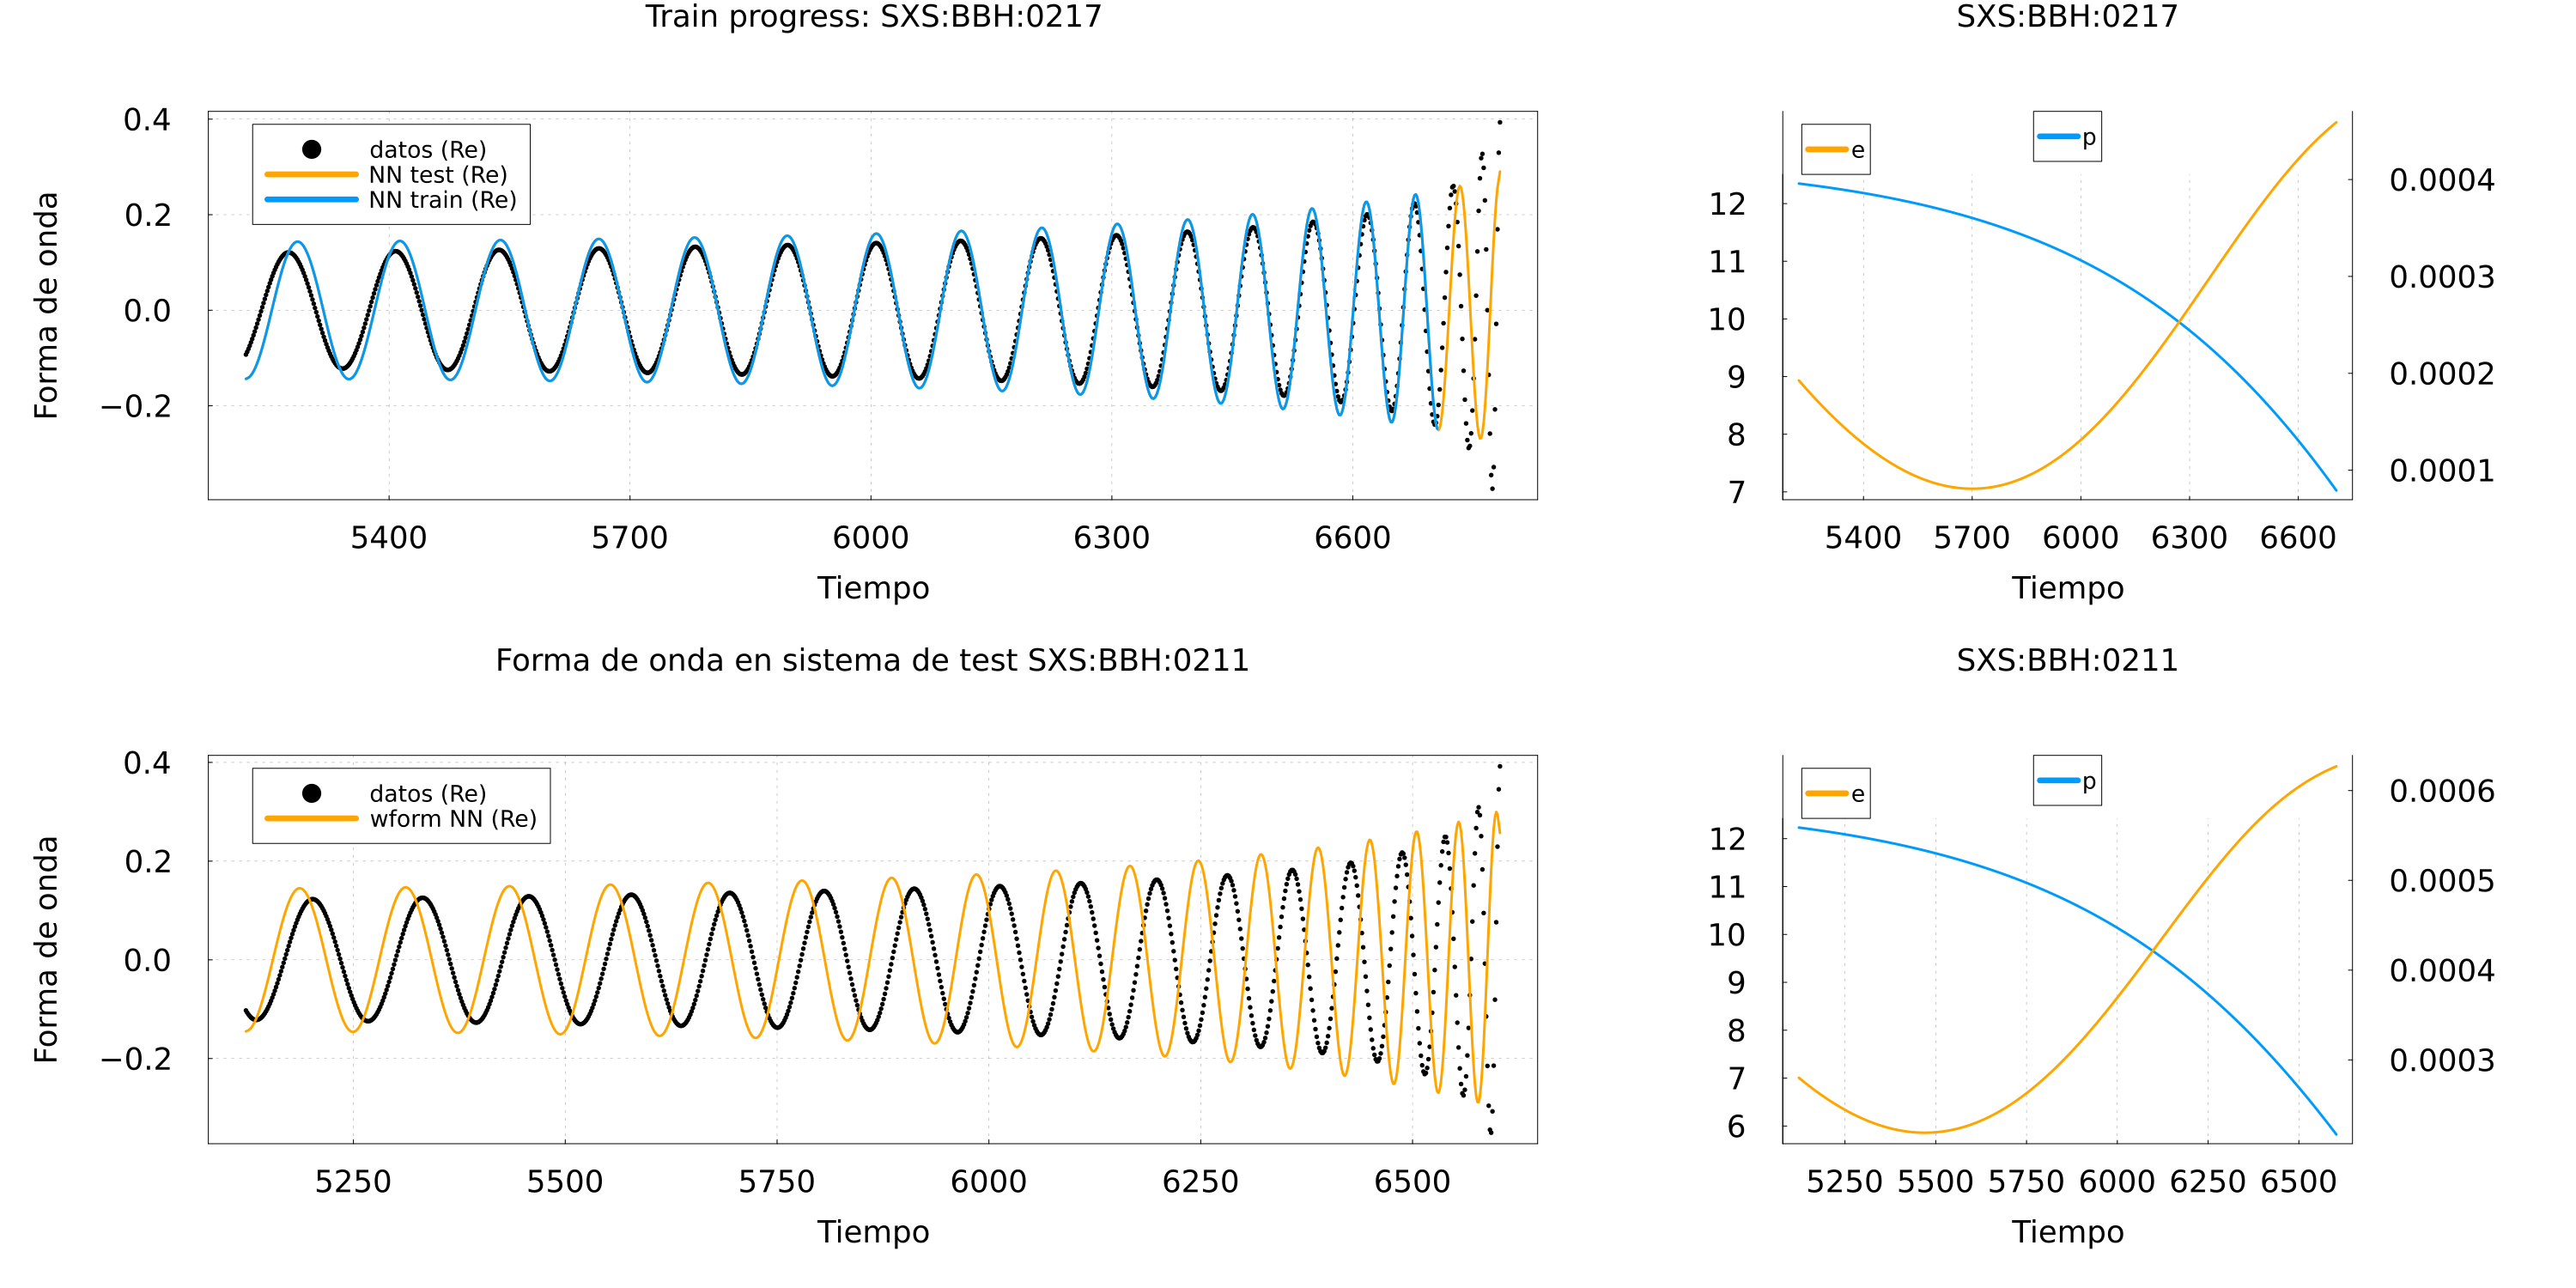 Train progress: SXS:BBH:0217
SXS:BBH:0217
Forma de onda
0.4
0.2
0.0
−0.2
datos (Re)
NN test (Re)
NN train (Re)
5400 5700 6000 6300 6600
Tiempo
12
11
10
9
8
7
e
p
0.0004
0.0003
0.0002
0.0001
5400 5700 6000 6300 6600
Tiempo
Forma de onda en sistema de test SXS:BBH:0211
SXS:BBH:0211
Forma de onda
0.4
0.2
0.0
−0.2
datos (Re)
wform NN (Re)
5250 5500 5750 6000 6250 6500
Tiempo
12
11
10
9
8
7
6
e
p
0.0006
0.0005
0.0004
0.0003
5250 5500 5750 6000 6250 6500
Tiempo